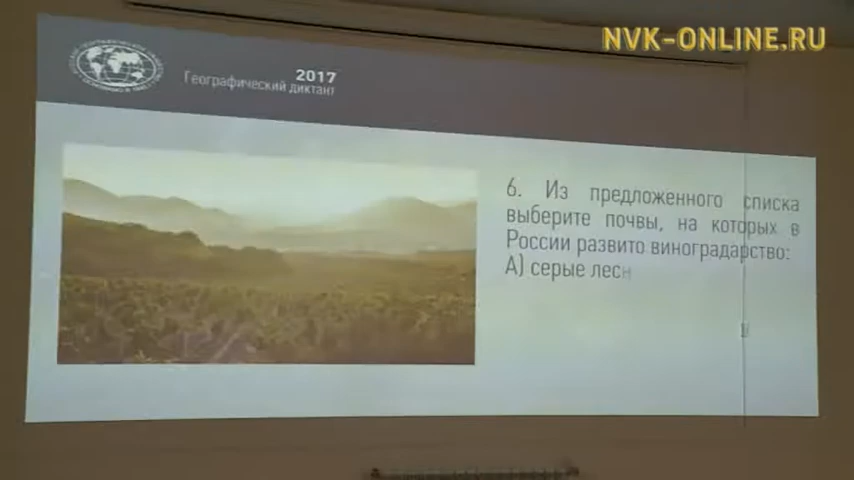 NVK-ONLINE.RU
2017
Географический диктант
6. Из предложенного списка
выберите почвы, на которых в
России развито виноградарство:
А) серые лесн